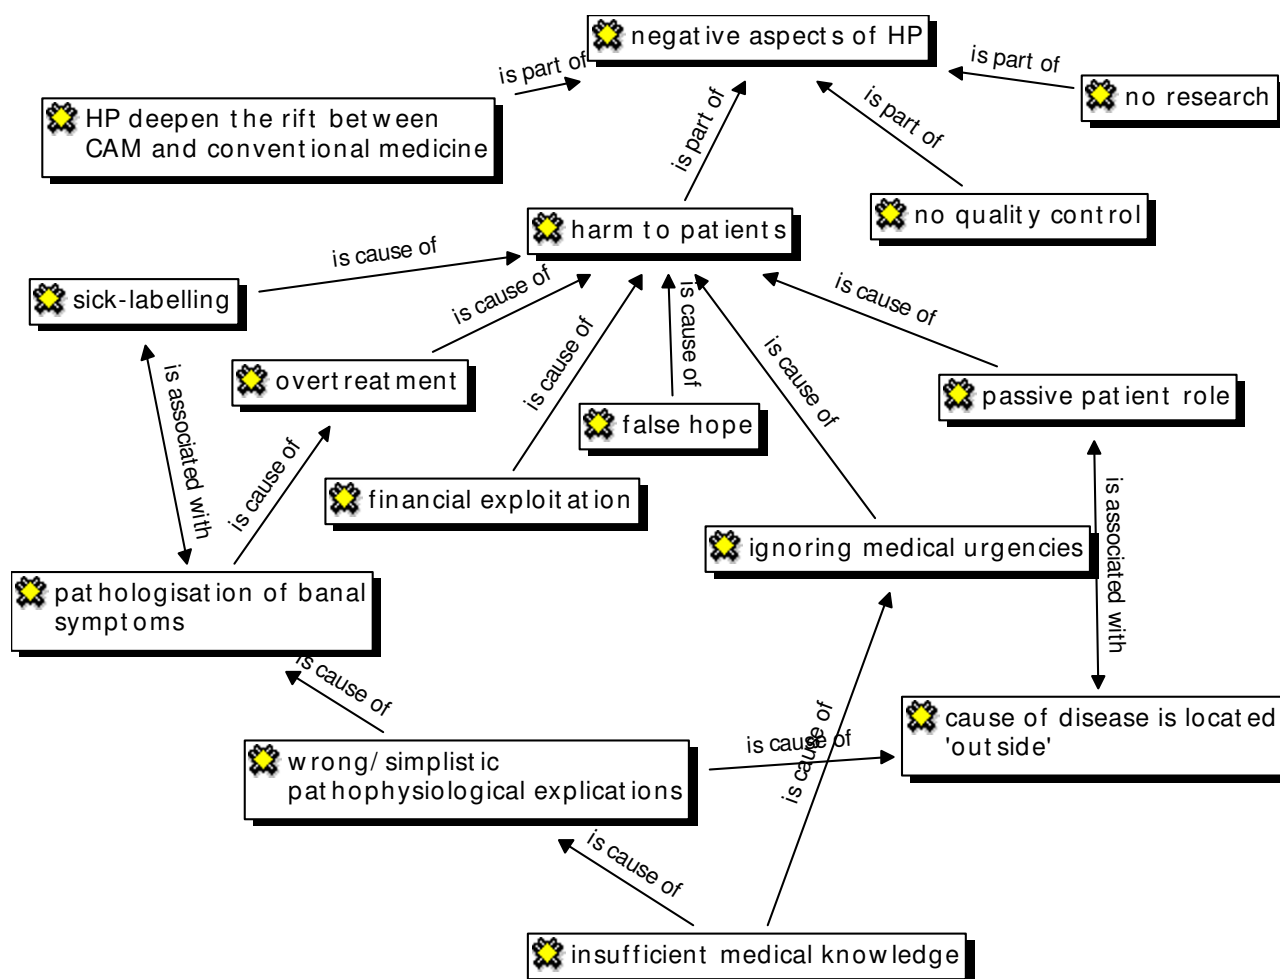 negative aspects of HP
is part of
is part of
HP deepen the rift between
CAM and conventional medicine
no research
is part of
is part of
no quality control
harm to patients
is cause of
sick-labelling
is cause of
is cause of
is cause of
is cause of
is cause of
overtreatment
passive patient role
false hope
is associated with
is cause of
financial exploitation
is associated with
ignoring medical urgencies
pathologisation of banal
symptoms
is cause of
is cause of
cause of disease is located
'outside'
wrong/simplistic
pathophysiological explications
is cause of
is cause of
insufficient medical knowledge